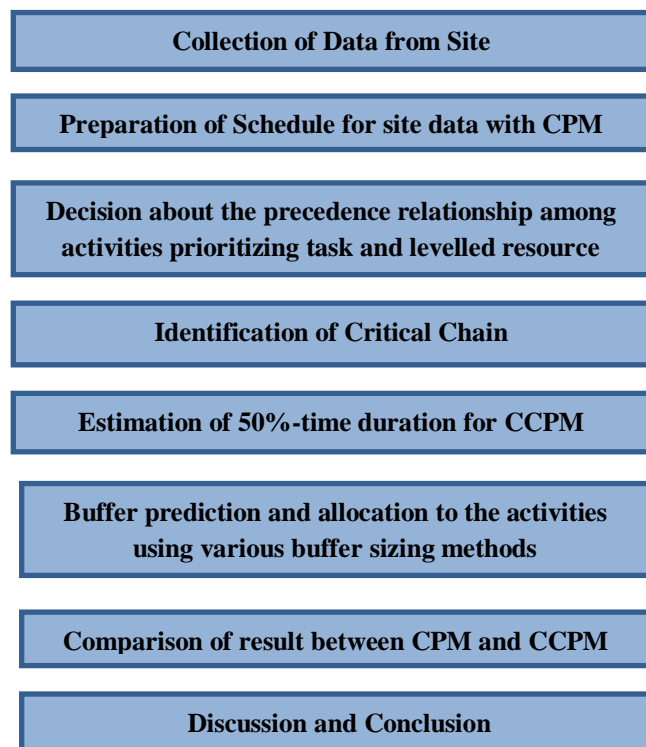 Collection of Data from Site
Preparation of Schedule for site data with CPM
Decision about the precedence relationship among
activities prioritizing task and levelled resource
Identification of Critical Chain
Estimation of 50%-time duration for CCPM
Buffer prediction and allocation to the activities
using various buffer sizing methods
Comparison of result between CPM and CCPM
Discussion and Conclusion